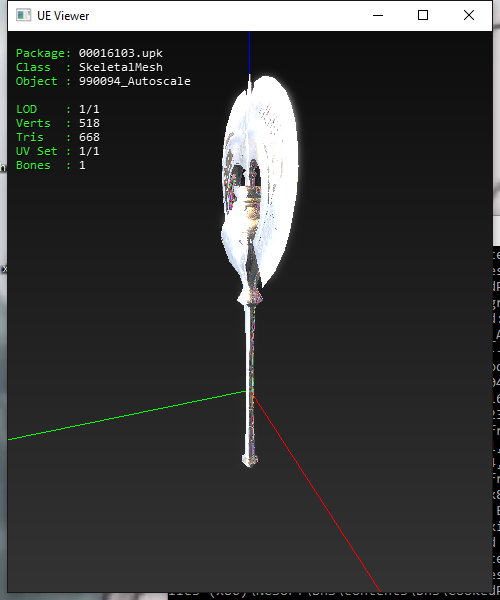 UE Viewer
Package: 00016103.upk
Class  : SkeletalMesh
Object : 990094_Autoscale
LOD    : 1/1
Verts  : 518
Tris   : 668
UV Set : 1/1
Bones  : 1